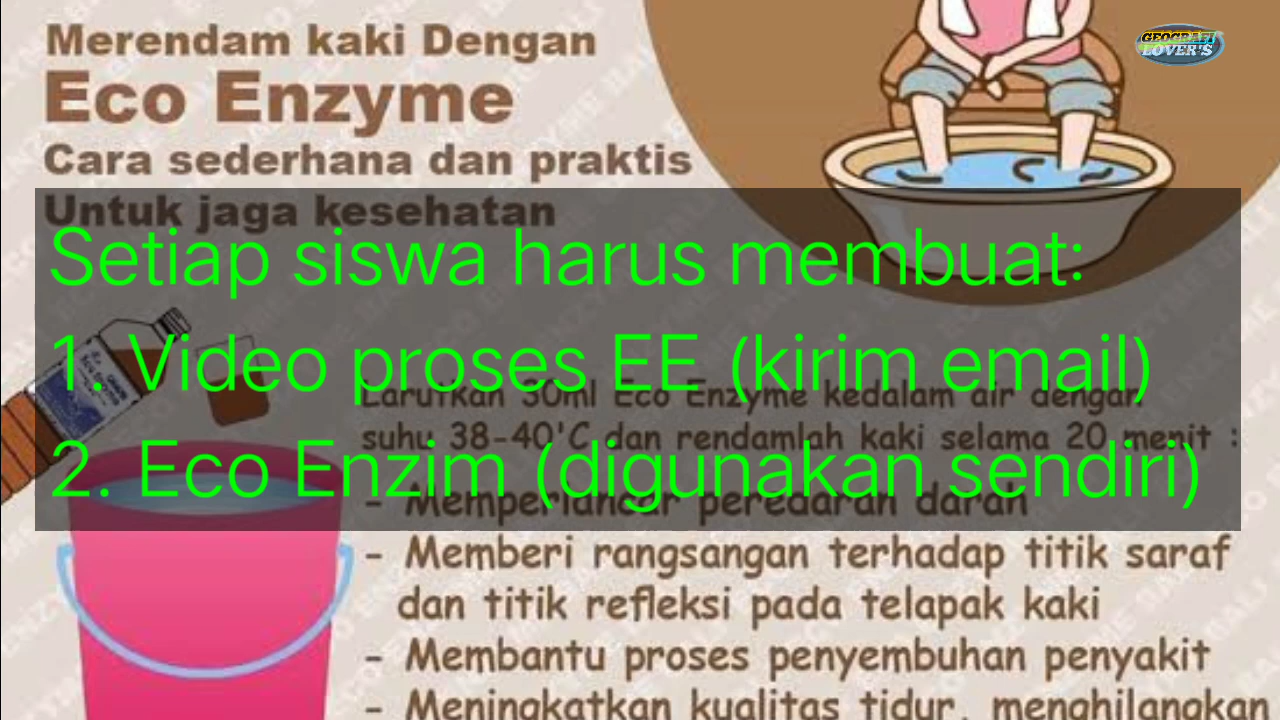 Merendam kaki Dengan
Eco Enzyme
Cara sederhana dan praktis
Untuk jaga kesehatan
GEOGRAFI
LOVER'S
Setiap siswa harus membuat:
1. Video proses EE (kirim email)
2. Eco Enzim (digunakan sendiri)
Larutkan 30ml Eco Enzyme kedalam air dengan
suhu 38-40'C dan rendamlah kaki selama 20 menit :
- Memperlancar peredaran darah
- Memberi rangsangan terhadap titik saraf
dan titik refleksi pada telapak kaki
- Membantu proses penyembuhan penyakit
- Meningkatkan kualitas tidur, menghilangkan